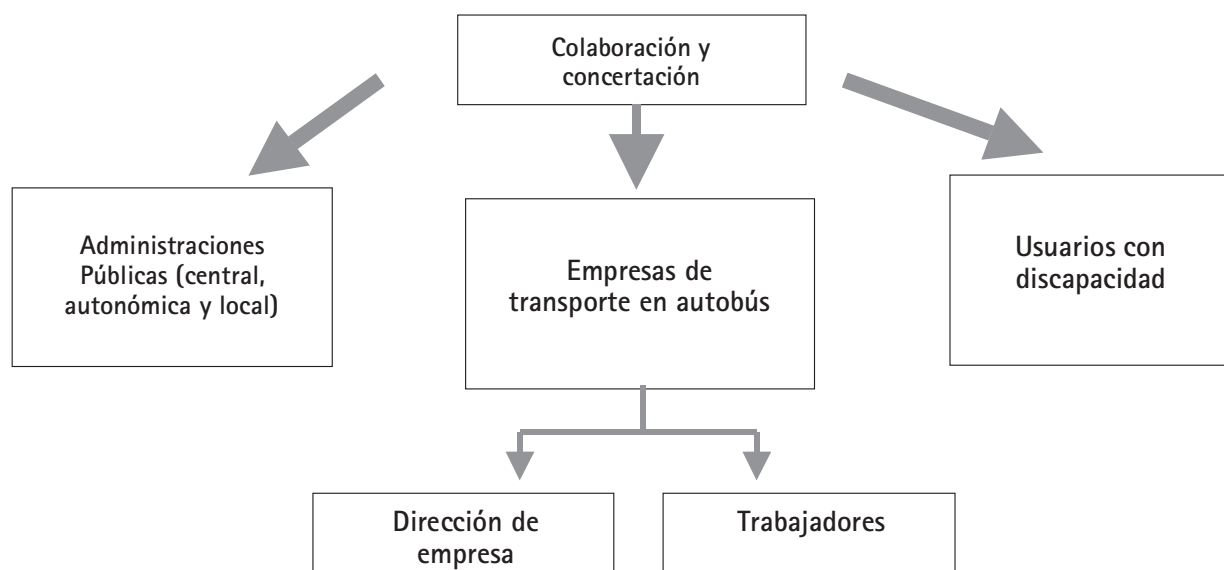 Colaboración y
concertación
Administraciones
Públicas (central,
autonómica y local)
Empresas de
transporte en autobús
Usuarios con
discapacidad
Dirección de
empresa
Trabajadores